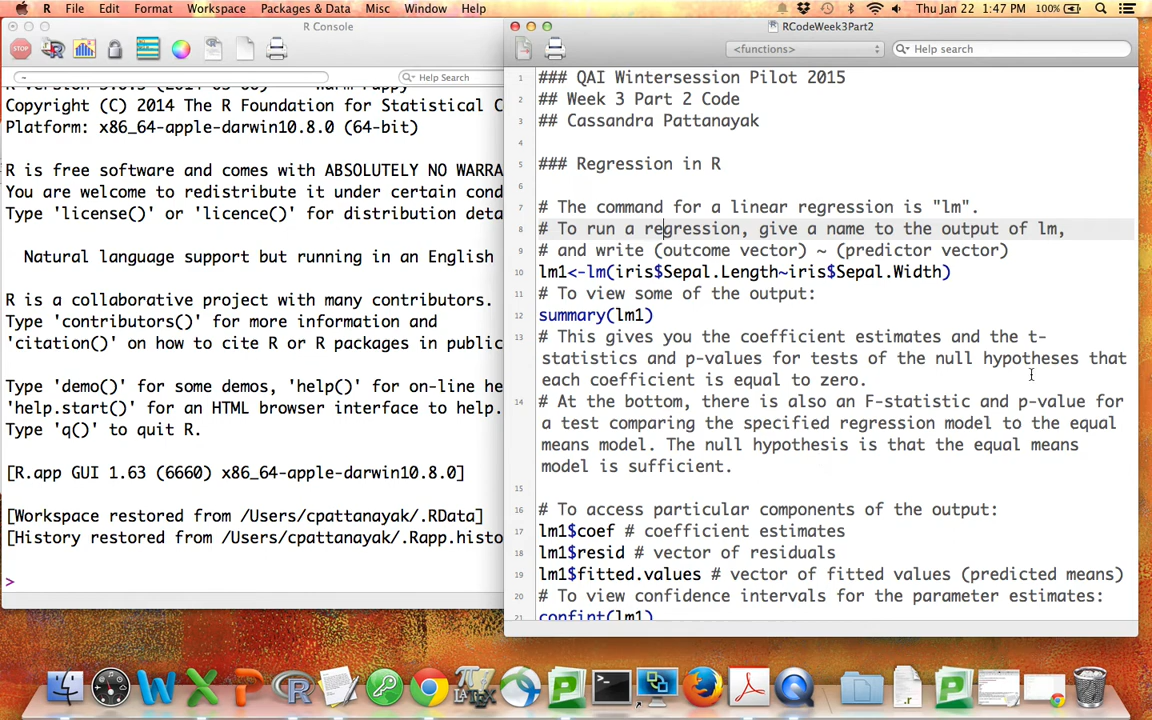 R File Edit Format Workspace Packages & Data Misc Window Help
100% Thu Jan 22 1:47 PM
R Console
STOP
~
Help Search
Copyright (C) 2014 The R Foundation for Statistical C
Platform: x86_64-apple-darwin10.8.0 (64-bit)
R is free software and comes with ABSOLUTELY NO WARRA
You are welcome to redistribute it under certain cond
Type 'license()' or 'licence()' for distribution deta
Natural language support but running in an English
R is a collaborative project with many contributors.
Type 'contributors()' for more information and
'citation()' on how to cite R or R packages in public
Type 'demo()' for some demos, 'help()' for on-line he
'help.start()' for an HTML browser interface to help.
Type 'q()' to quit R.
[R.app GUI 1.63 (6660) x86_64-apple-darwin10.8.0]
[Workspace restored from /Users/cpattanayak/.RData]
[History restored from /Users/cpattanayak/.Rapp.histo
>
RCodeWeek3Part2
<functions>
Help search
1 ### QAI Wintersession Pilot 2015
2 ## Week 3 Part 2 Code
3 ## Cassandra Pattanayak
4
5 ### Regression in R
6
7 # The command for a linear regression is "lm".
8 # To run a regression, give a name to the output of lm,
9 # and write (outcome vector) ~ (predictor vector)
10 lm1<-lm(iris$Sepal.Length~iris$Sepal.Width)
11 # To view some of the output:
12 summary(lm1)
13 # This gives you the coefficient estimates and the t-
statistics and p-values for tests of the null hypotheses that
each coefficient is equal to zero.
14 # At the bottom, there is also an F-statistic and p-value for
a test comparing the specified regression model to the equal
means model. The null hypothesis is that the equal means
model is sufficient.
15
16 # To access particular components of the output:
17 lm1$coef # coefficient estimates
18 lm1$resid # vector of residuals
19 lm1$fitted.values # vector of fitted values (predicted means)
20 # To view confidence intervals for the parameter estimates:
21 confint(lm1)